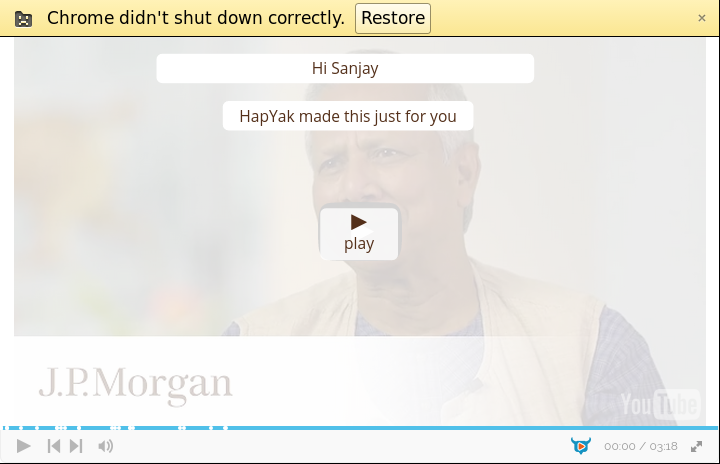 Chrome didn't shut down correctly. Restore ×
Hi Sanjay
HapYak made this just for you
play
J.P.Morgan
YouTube
00:00 / 03:18